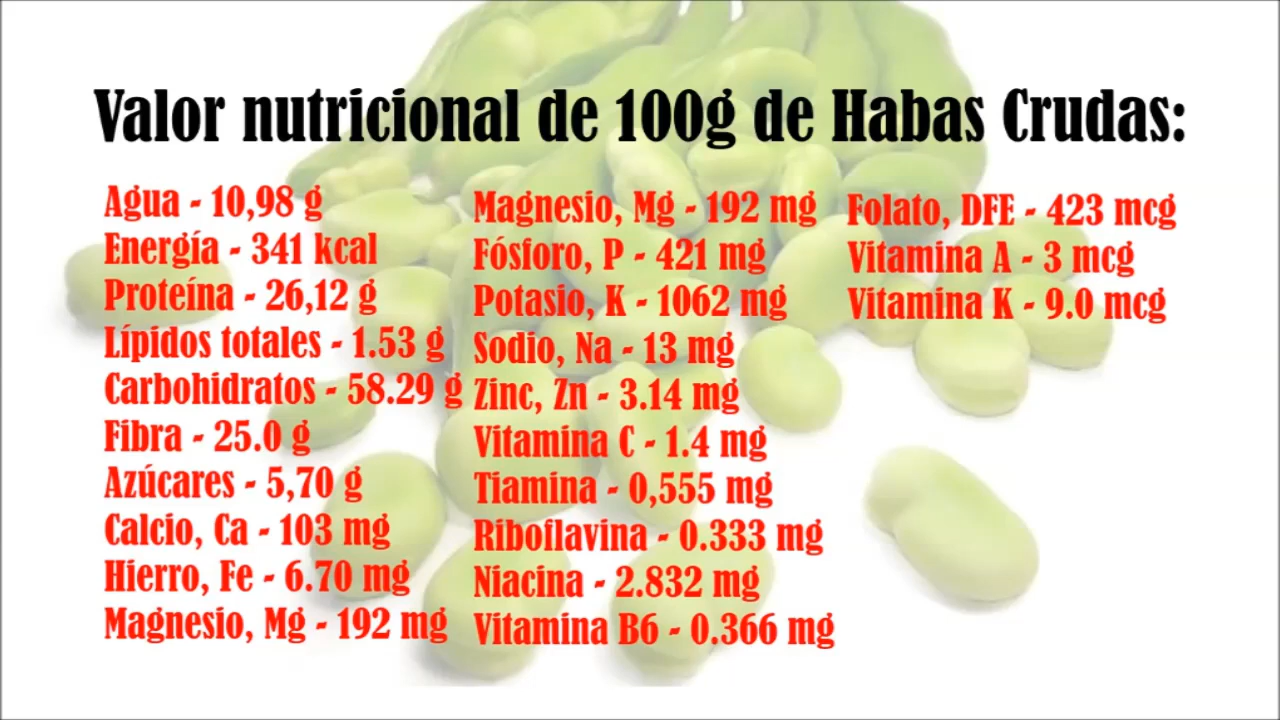 Valor nutricional de 100g de Habas Crudas:
Agua - 10,98 g
Energía - 341 kcal
Proteína - 26,12 g
Lípidos totales - 1.53 g
Carbohidratos - 58.29 g
Fibra - 25.0 g
Azúcares - 5,70 g
Calcio, Ca - 103 mg
Hierro, Fe - 6.70 mg
Magnesio, Mg - 192 mg
Magnesio, Mg - 192 mg
Fósforo, P - 421 mg
Potasio, K - 1062 mg
Sodio, Na - 13 mg
Zinc, Zn - 3.14 mg
Vitamina C - 1.4 mg
Tiamina - 0,555 mg
Riboflavina - 0.333 mg
Niacina - 2.832 mg
Vitamina B6 - 0.366 mg
Folato, DFE - 423 mcg
Vitamina A - 3 mcg
Vitamina K - 9.0 mcg